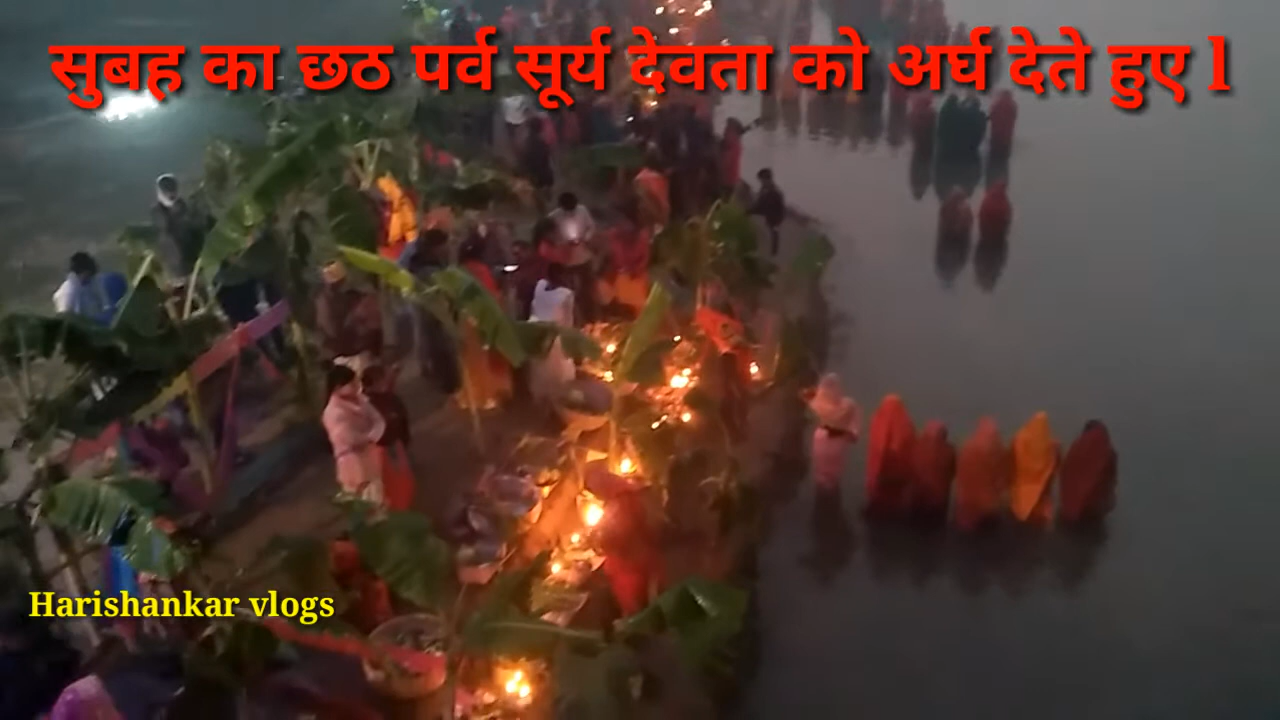 सुबह का छठ पर्व सूर्य देवता को अर्घ देते हुए l
Harishankar vlogs